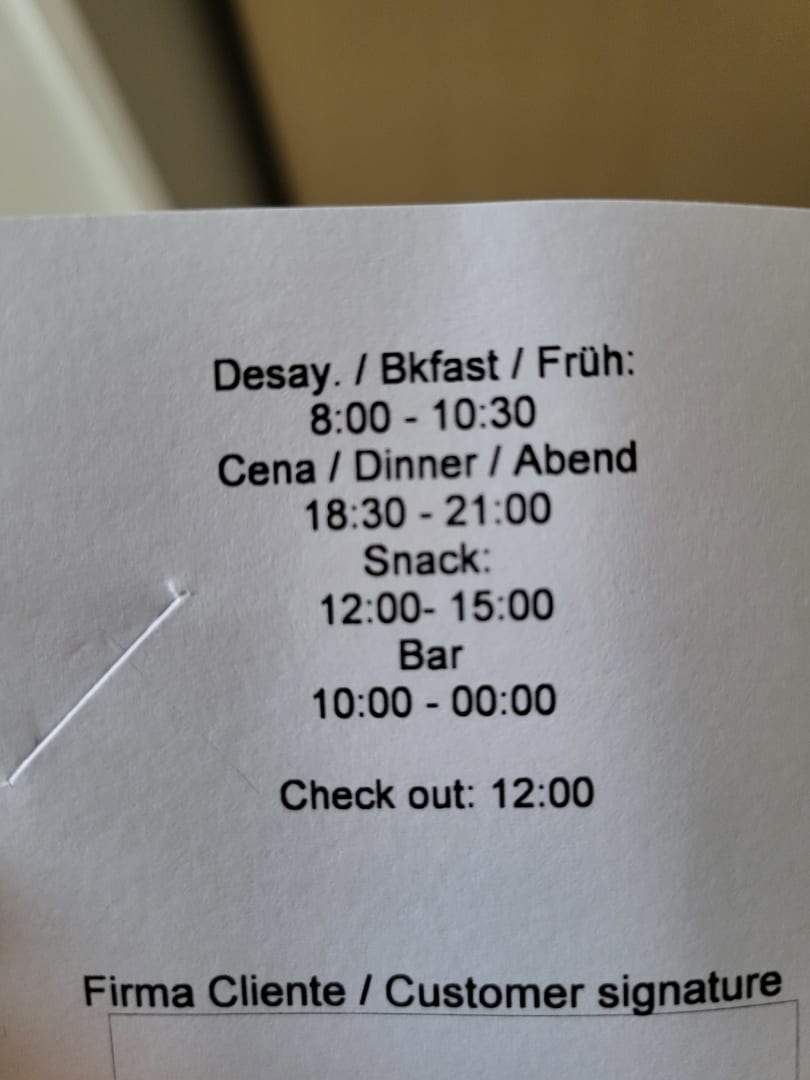 Desay. / Bkfast / Früh:
8:00 - 10:30
Cena / Dinner / Abend
18:30 - 21:00
Snack:
12:00- 15:00
Bar
10:00 - 00:00
Check out: 12:00
Firma Cliente / Customer signature